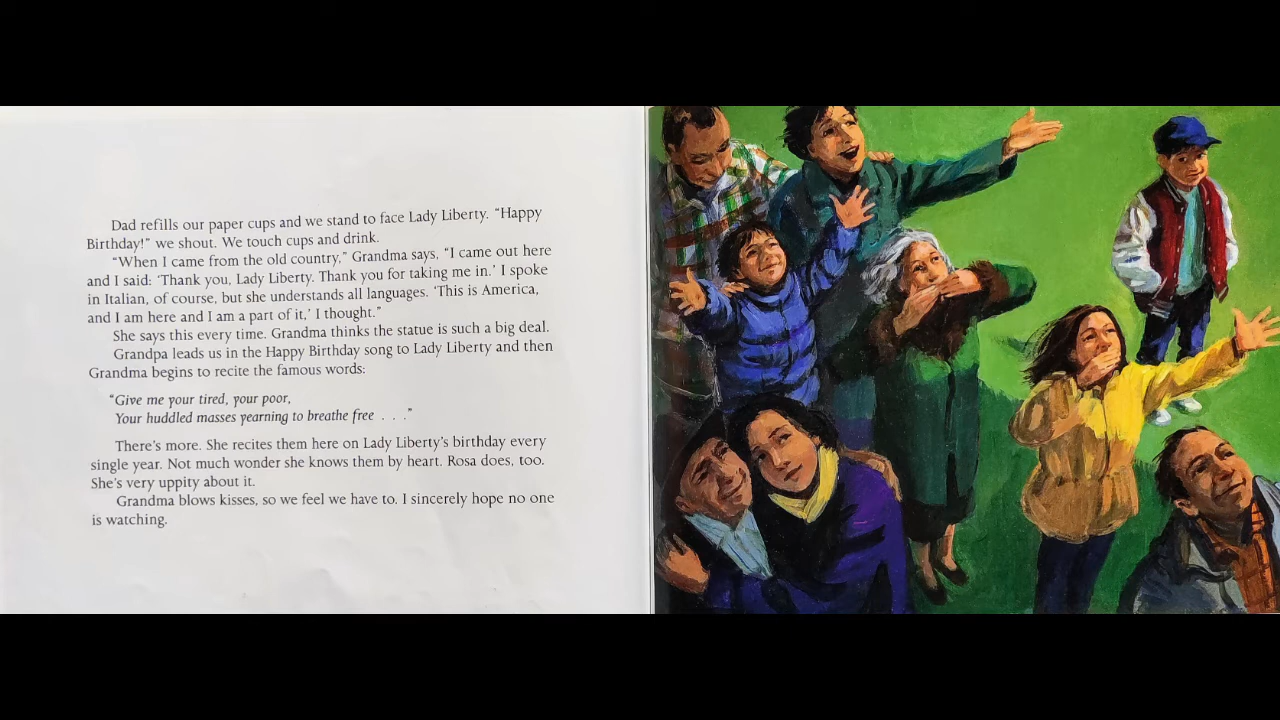 Dad refills our paper cups and we stand to face Lady Liberty. “Happy
Birthday!” we shout. We touch cups and drink.
“When I came from the old country,” Grandma says, “I came out here
and I said: ‘Thank you, Lady Liberty. Thank you for taking me in.’ I spoke
in Italian, of course, but she understands all languages. ‘This is America,
and I am here and I am a part of it,’ I thought.”
She says this every time. Grandma thinks the statue is such a big deal.
Grandpa leads us in the Happy Birthday song to Lady Liberty and then
Grandma begins to recite the famous words:
“Give me your tired, your poor,
Your huddled masses yearning to breathe free . . .”
There’s more. She recites them here on Lady Liberty’s birthday every
single year. Not much wonder she knows them by heart. Rosa does, too.
She’s very uppity about it.
Grandma blows kisses, so we feel we have to. I sincerely hope no one
is watching.